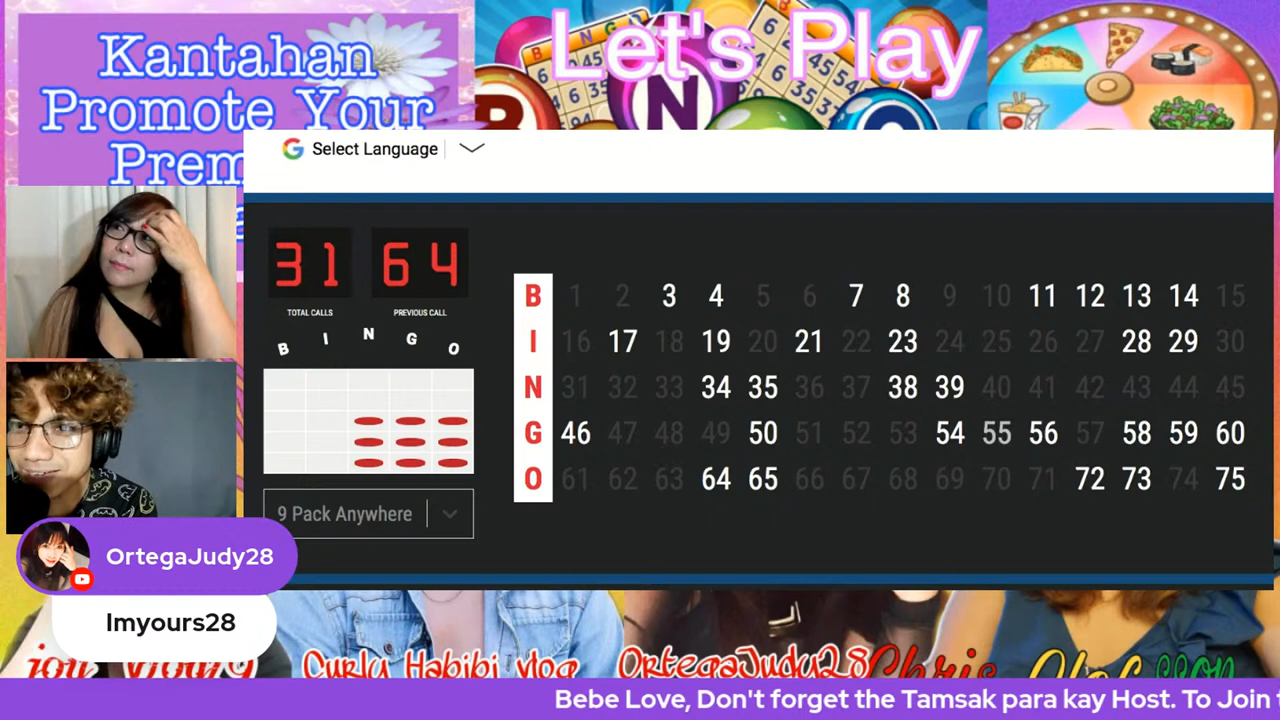 Kantahan
Promote Your
Prem
Let's Play
B N O
Select Language
31 64
TOTAL CALLS PREVIOUS CALL
B I N G O
9 Pack Anywhere
B 1 2 3 4 5 6 7 8 9 10 11 12 13 14 15
I 16 17 18 19 20 21 22 23 24 25 26 27 28 29 30
N 31 32 33 34 35 36 37 38 39 40 41 42 43 44 45
G 46 47 48 49 50 51 52 53 54 55 56 57 58 59 60
O 61 62 63 64 65 66 67 68 69 70 71 72 73 74 75
OrtegaJudy28
Imyours28
Curly Habibi vlog
OrtegaJudy28
Chris
Bebe Love, Don't forget the Tamsak para kay Host. To Join